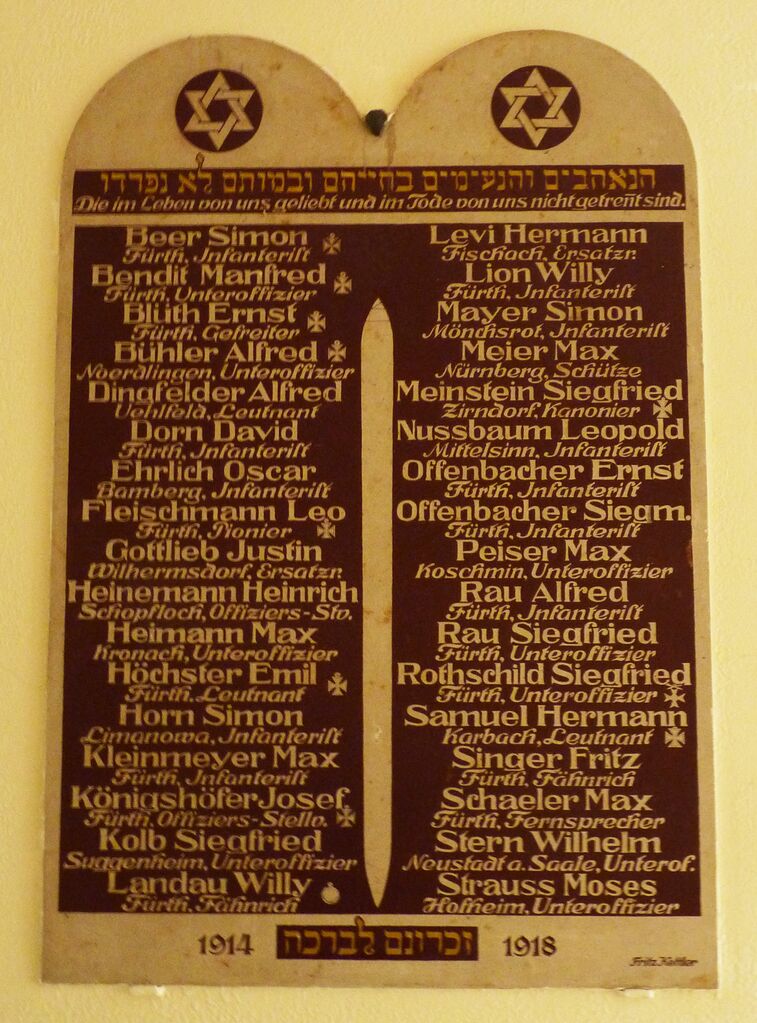 הנאהבים והנעימים בחייהם ובמותם לא נפרדו
Die im Leben von uns geliebt und im Tode von uns nicht getrent sind.
Beer Simon
Fürth, Infanterist
Bendit Manfred
Fürth, Unteroffizier
Blüth Ernst
Fürth, Gefreiter
Bühler Alfred
Noerdlingen, Unteroffizier
Dingfelder Alfred
Uehlfeld, Leutnant
Dorn David
Fürth, Infanterist
Ehrlich Oscar
Bamberg, Infanterist
Fleischmann Leo
Fürth, Pionier
Gottlieb Justin
Wilhermsdorf, Ersatzr.
Heinemann Heinrich
Schopfloch, Offiziers-Stv.
Heimann Max
Kronach, Unteroffizier
Höchster Emil
Fürth, Leutnant
Horn Simon
Limanowa, Infanterist
Kleinmeyer Max
Fürth, Infanterist
Königshöfer Josef
Fürth, Offiziers-Stellv.
Kolb Siegfried
Suggenheim, Unteroffizier
Landau Willy
Fürth, Fähnrich
Levi Hermann
Fischach, Ersatzr.
Lion Willy
Fürth, Infanterist
Mayer Simon
Mönchsrot, Infanterist
Meier Max
Nürnberg, Schütze
Meinstein Siegfried
Zirndorf, Kanonier
Nussbaum Leopold
Mittelsinn, Infanterist
Offenbacher Ernst
Fürth, Infanterist
Offenbacher Siegm.
Fürth, Infanterist
Peiser Max
Koschmin, Unteroffizier
Rau Alfred
Fürth, Infanterist
Rau Siegfried
Fürth, Unteroffizier
Rothschild Siegfried
Fürth, Unteroffizier
Samuel Hermann
Karbach, Leutnant
Singer Fritz
Fürth, Fähnrich
Schaeler Max
Fürth, Fernsprecher
Stern Wilhelm
Neustadt a. Saale, Unterof.
Strauss Moses
Hofheim, Unteroffizier
1914 זכרונם לברכה 1918
Fritz